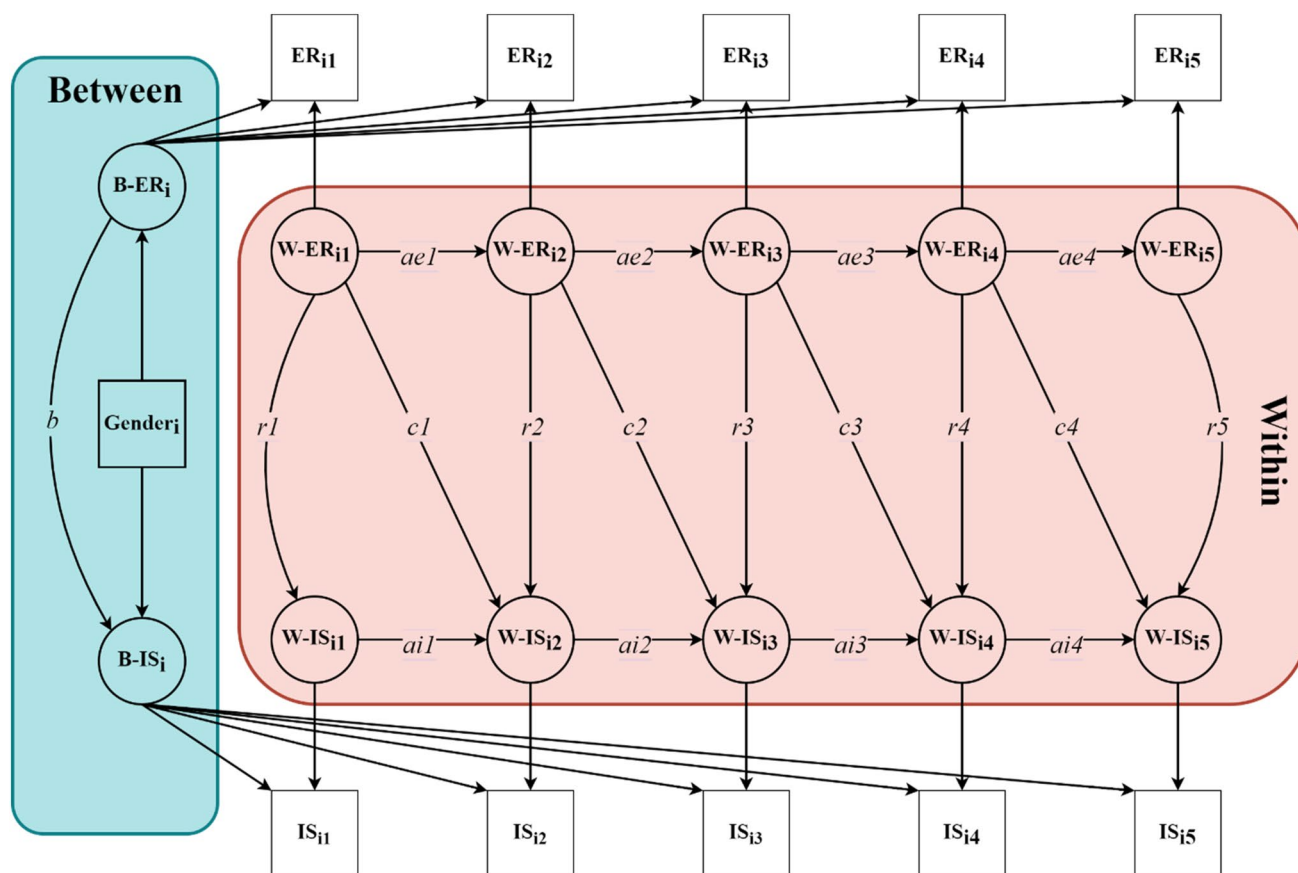 ERi1 ERi2 ERi3 ERi4 ERi5
Between
B-ERi
W-ERi1 ae1 W-ERi2 ae2 W-ERi3 ae3 W-ERi4 ae4 W-ERi5
b Genderi r1 c1 r2 c2 r3 c3 r4 c4 r5
Within
B-ISi
W-ISi1 ai1 W-ISi2 ai2 W-ISi3 ai3 W-ISi4 ai4 W-ISi5
ISi1 ISi2 ISi3 ISi4 ISi5